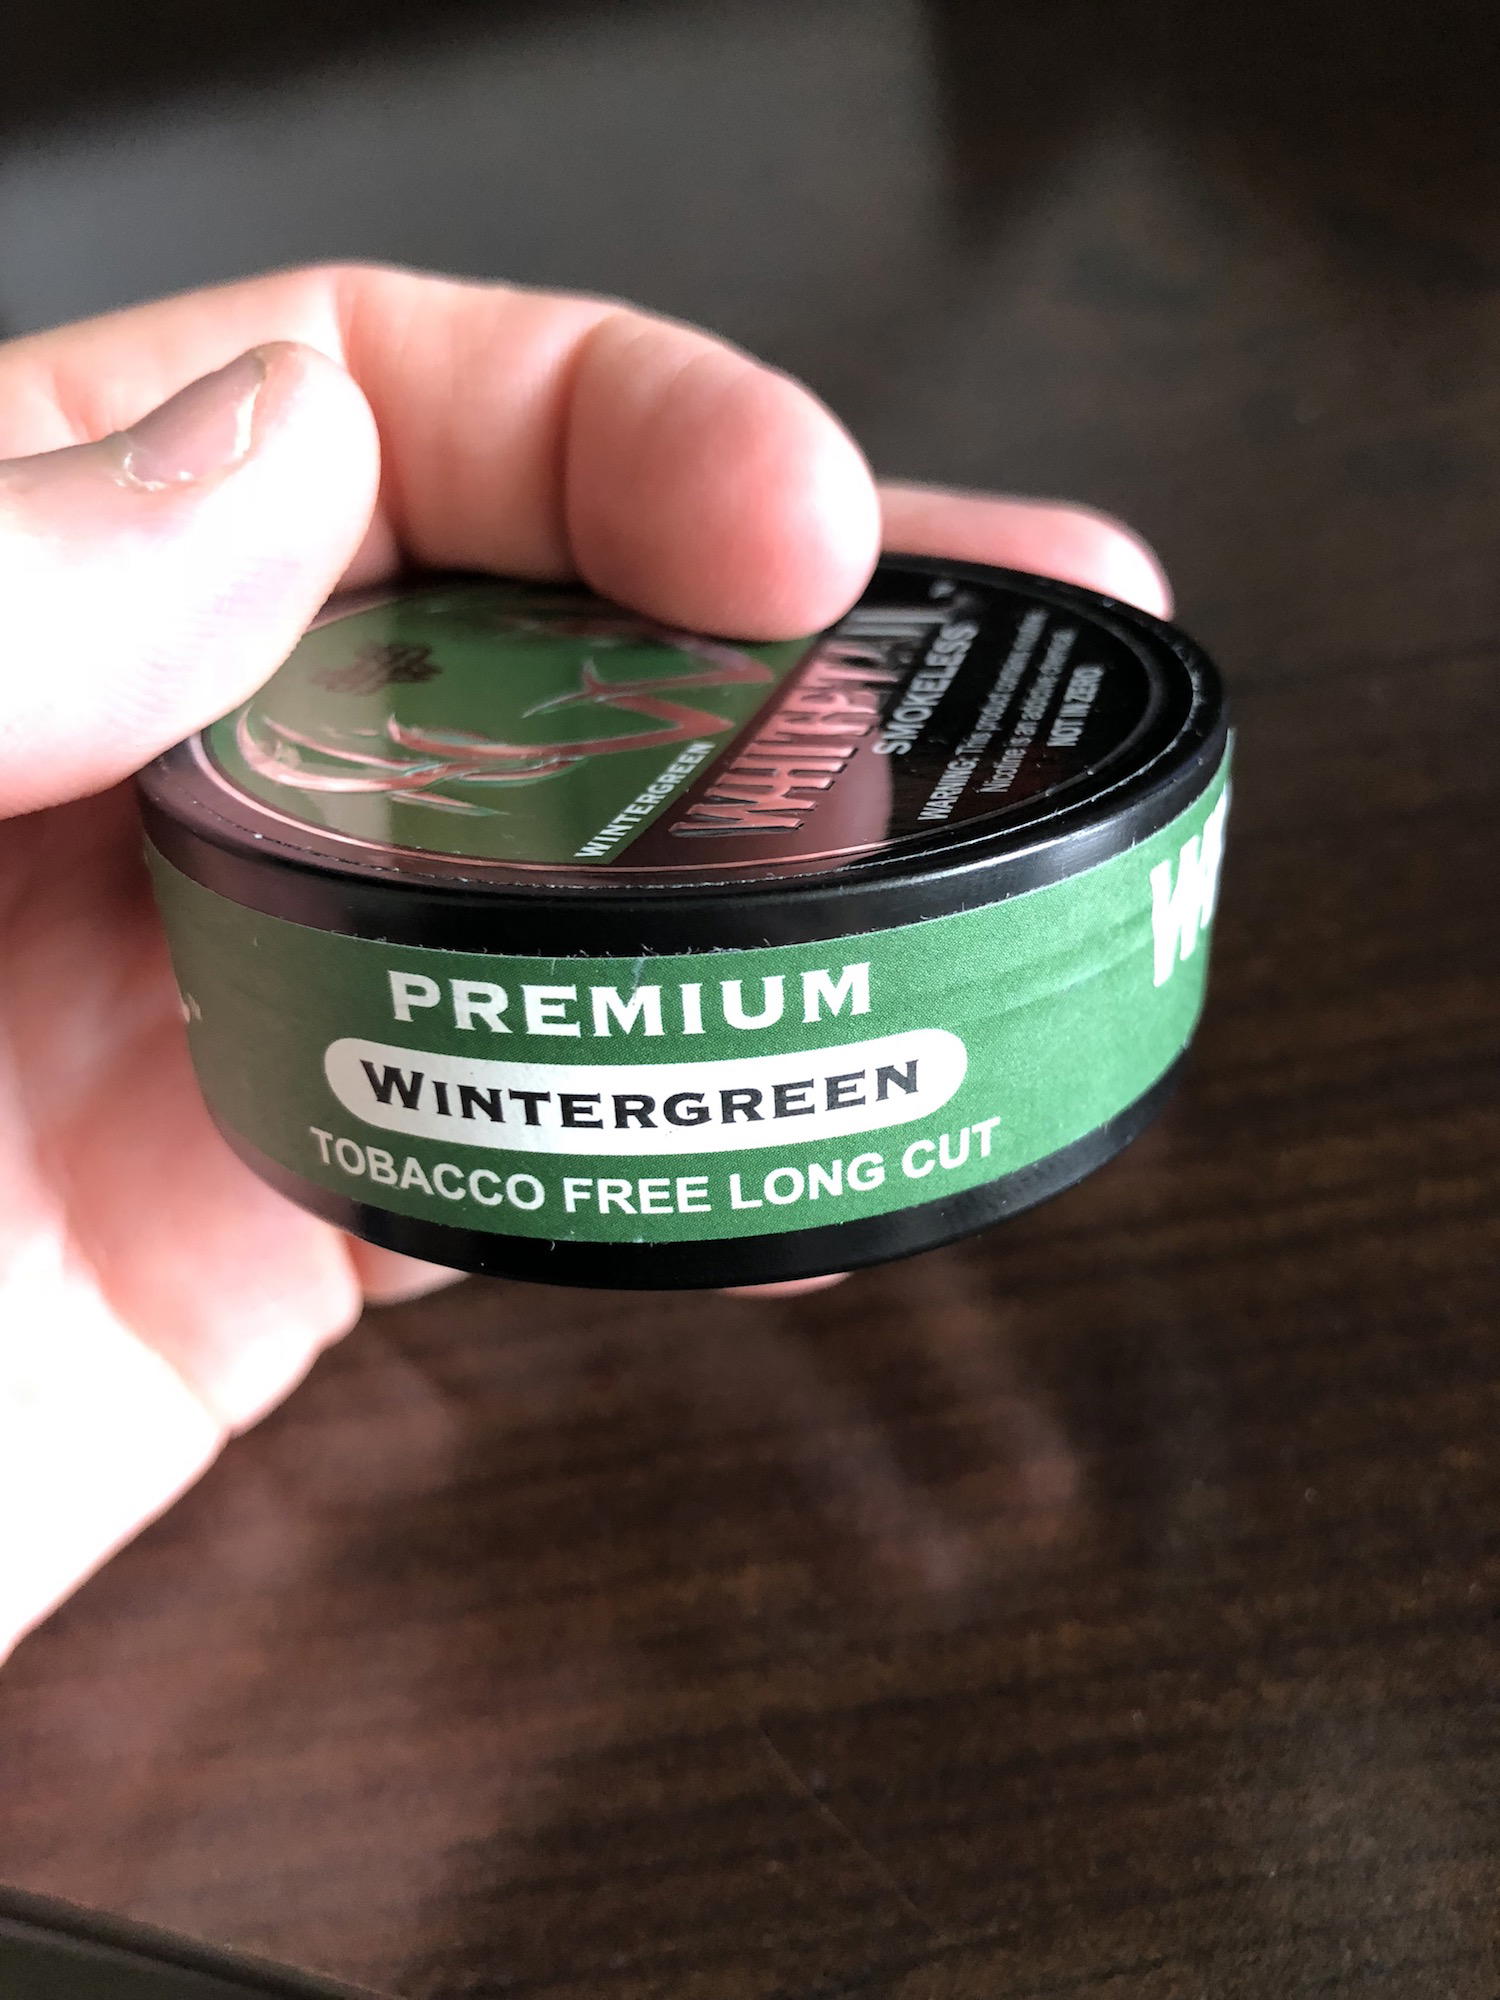 WINTERGREEN
WHITETAIL
SMOKELESS
WARNING: This product contains nicotine.
Nicotine is an addictive chemical.
NOT IN ZERO
PREMIUM
WINTERGREEN
TOBACCO FREE LONG CUT